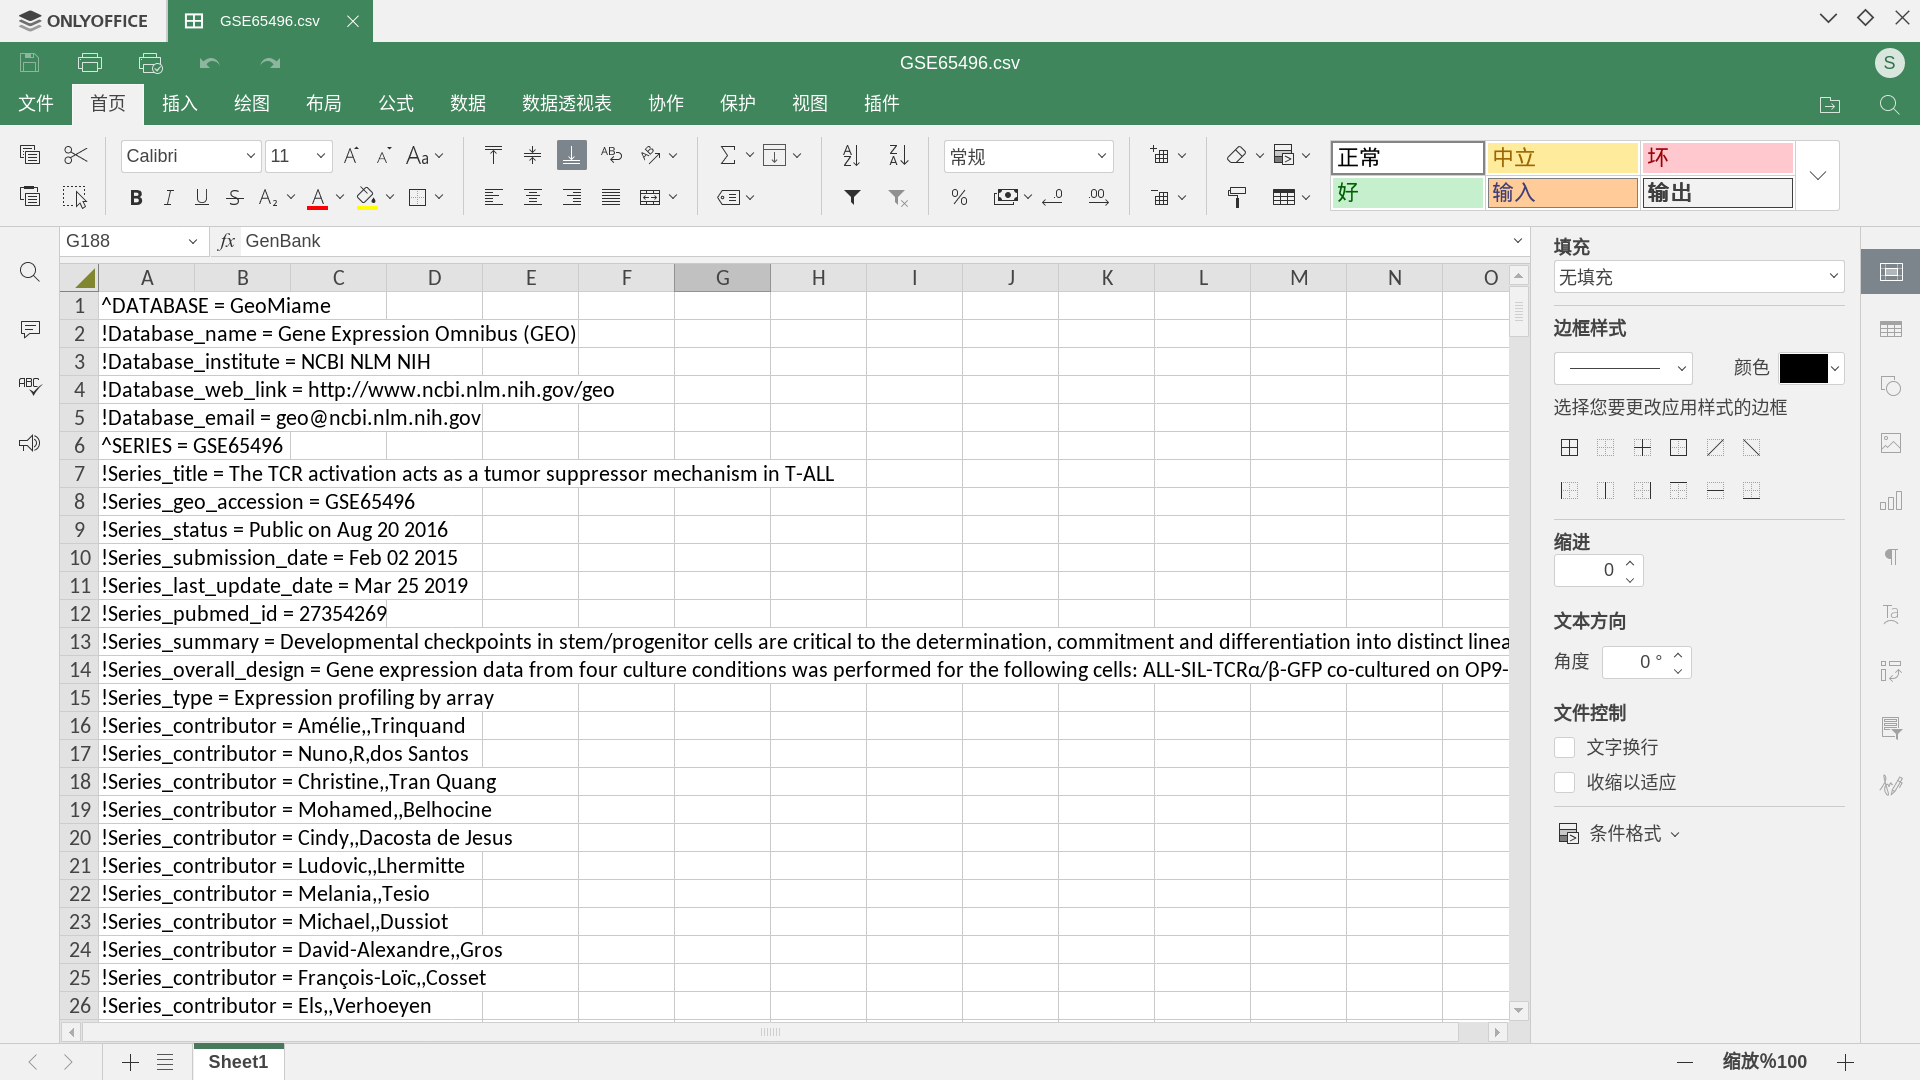 ONLYOFFICE GSE65496.csv
GSE65496.csv S
文件 首页 插入 绘图 布局 公式 数据 数据透视表 协作 保护 视图 插件
Calibri 11 常规 正常 中立 坏
好 输入 输出
G188 fx GenBank
A B C D E F G H I J K L M N O
1 ^DATABASE = GeoMiame
2 !Database_name = Gene Expression Omnibus (GEO)
3 !Database_institute = NCBI NLM NIH
4 !Database_web_link = http://www.ncbi.nlm.nih.gov/geo
5 !Database_email = geo@ncbi.nlm.nih.gov
6 ^SERIES = GSE65496
7 !Series_title = The TCR activation acts as a tumor suppressor mechanism in T-ALL
8 !Series_geo_accession = GSE65496
9 !Series_status = Public on Aug 20 2016
10 !Series_submission_date = Feb 02 2015
11 !Series_last_update_date = Mar 25 2019
12 !Series_pubmed_id = 27354269
13 !Series_summary = Developmental checkpoints in stem/progenitor cells are critical to the determination, commitment and differentiation into distinct linea
14 !Series_overall_design = Gene expression data from four culture conditions was performed for the following cells: ALL-SIL-TCRα/β-GFP co-cultured on OP9-
15 !Series_type = Expression profiling by array
16 !Series_contributor = Amélie,,Trinquand
17 !Series_contributor = Nuno,R,dos Santos
18 !Series_contributor = Christine,,Tran Quang
19 !Series_contributor = Mohamed,,Belhocine
20 !Series_contributor = Cindy,,Dacosta de Jesus
21 !Series_contributor = Ludovic,,Lhermitte
22 !Series_contributor = Melania,,Tesio
23 !Series_contributor = Michael,,Dussiot
24 !Series_contributor = David-Alexandre,,Gros
25 !Series_contributor = François-Loïc,,Cosset
26 !Series_contributor = Els,,Verhoeyen
填充
无填充
边框样式
颜色
选择您要更改应用样式的边框
缩进
0
文本方向
角度 0 °
文件控制
文字换行
收缩以适应
条件格式
Sheet1 缩放%100